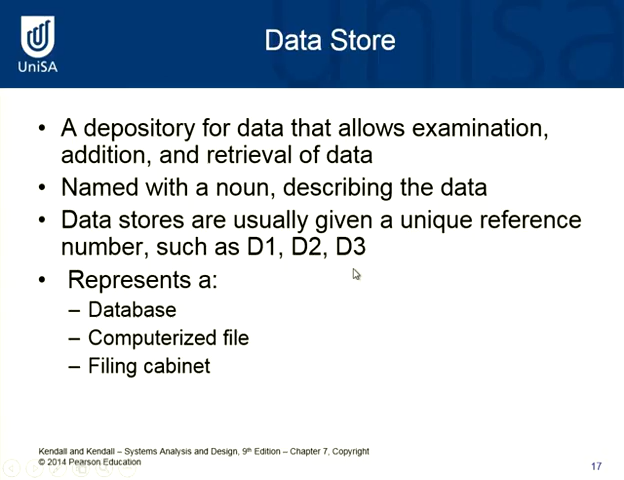 UniSA
Data Store
• A depository for data that allows examination,
addition, and retrieval of data
• Named with a noun, describing the data
• Data stores are usually given a unique reference
number, such as D1, D2, D3
• Represents a:
– Database
– Computerized file
– Filing cabinet
Kendall and Kendall – Systems Analysis and Design, 9th Edition – Chapter 7, Copyright
© 2014 Pearson Education
17